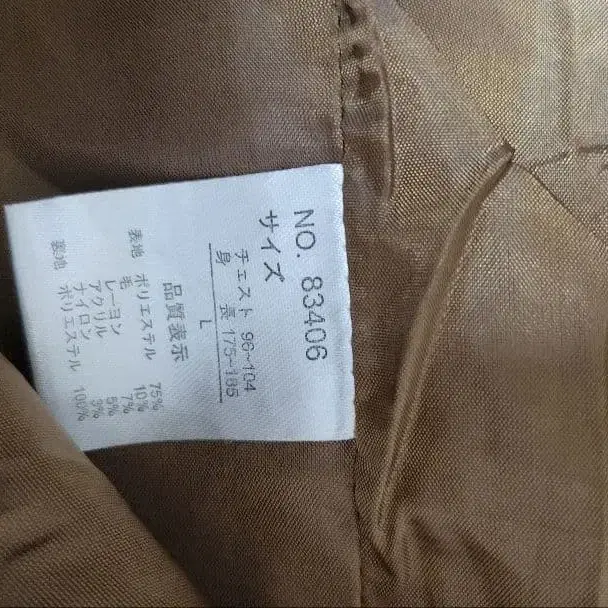 NO. 83406
サイズ
チェスト 96~104
身 長 175~185
L
品質表示
表地 ポリエステル 75%
毛 10%
レーヨン 7%
アクリル 5%
ナイロン 3%
裏地 ポリエステル 100%